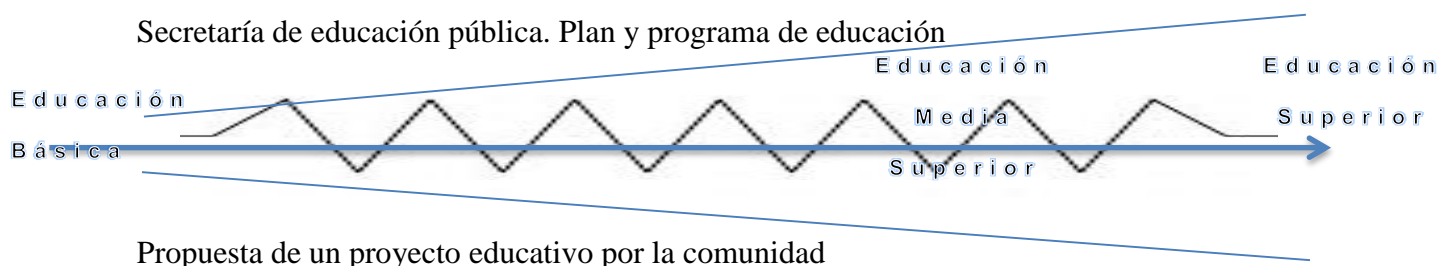 Secretaría de educación pública. Plan y programa de educación
Educación
Básica
Educación
Media
Superior
Educación
Superior
Propuesta de un proyecto educativo por la comunidad